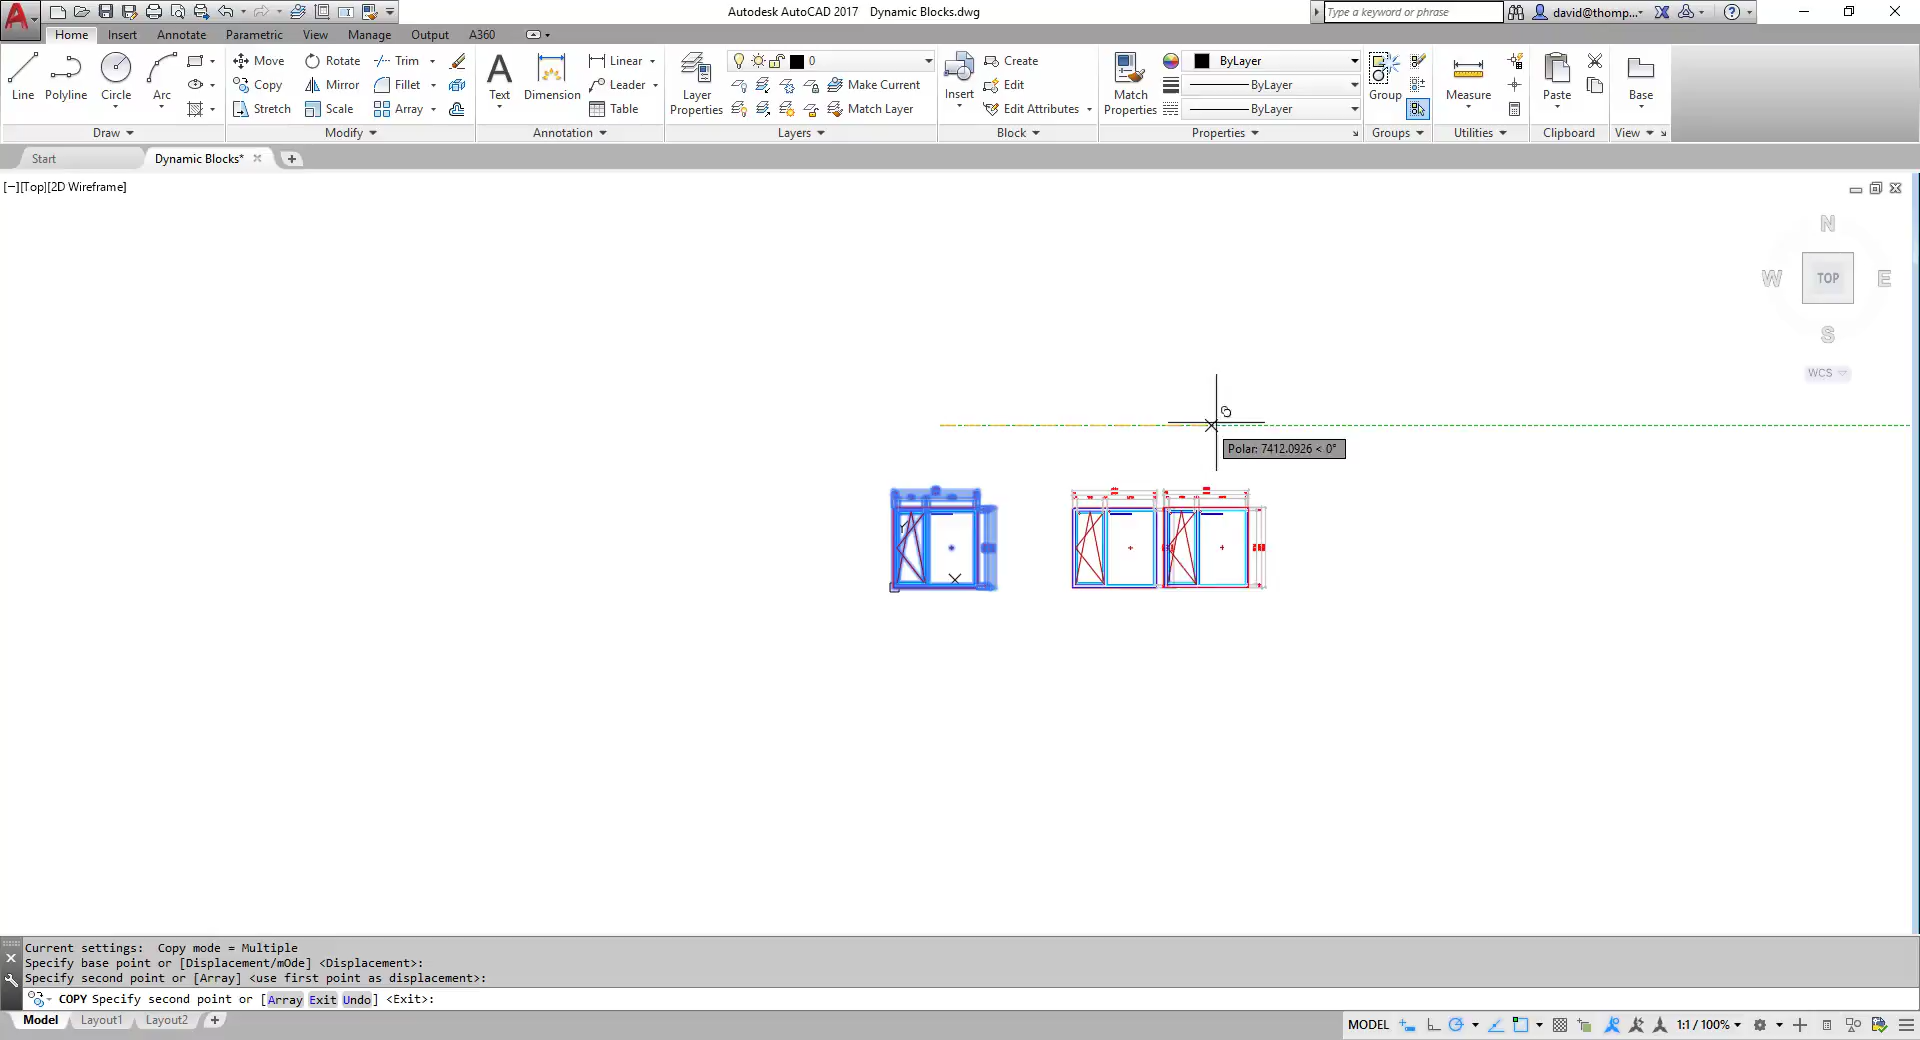 Autodesk AutoCAD 2017 Dynamic Blocks.dwg
Type a keyword or phrase
david@thomp...
Home Insert Annotate Parametric View Manage Output A360
Line Polyline Circle Arc
Move Rotate Trim
Copy Mirror Fillet
Stretch Scale Array
Text Dimension
Linear
Leader
Table
Layer Properties
0
Make Current
Match Layer
Insert
Create
Edit
Edit Attributes
Match Properties
ByLayer
ByLayer
ByLayer
Group
Measure
Paste
Base
Draw Modify Annotation Layers Block Properties Groups Utilities Clipboard View
Start Dynamic Blocks*
[−][Top][2D Wireframe]
N
W TOP E
S
WCS
Polar: 7412.0926 < 0°
Y
Current settings: Copy mode = Multiple
Specify base point or [Displacement/mOde] <Displacement>:
Specify second point or [Array] <use first point as displacement>:
COPY Specify second point or [Array Exit Undo] <Exit>:
Model Layout1 Layout2
MODEL 1:1 / 100%